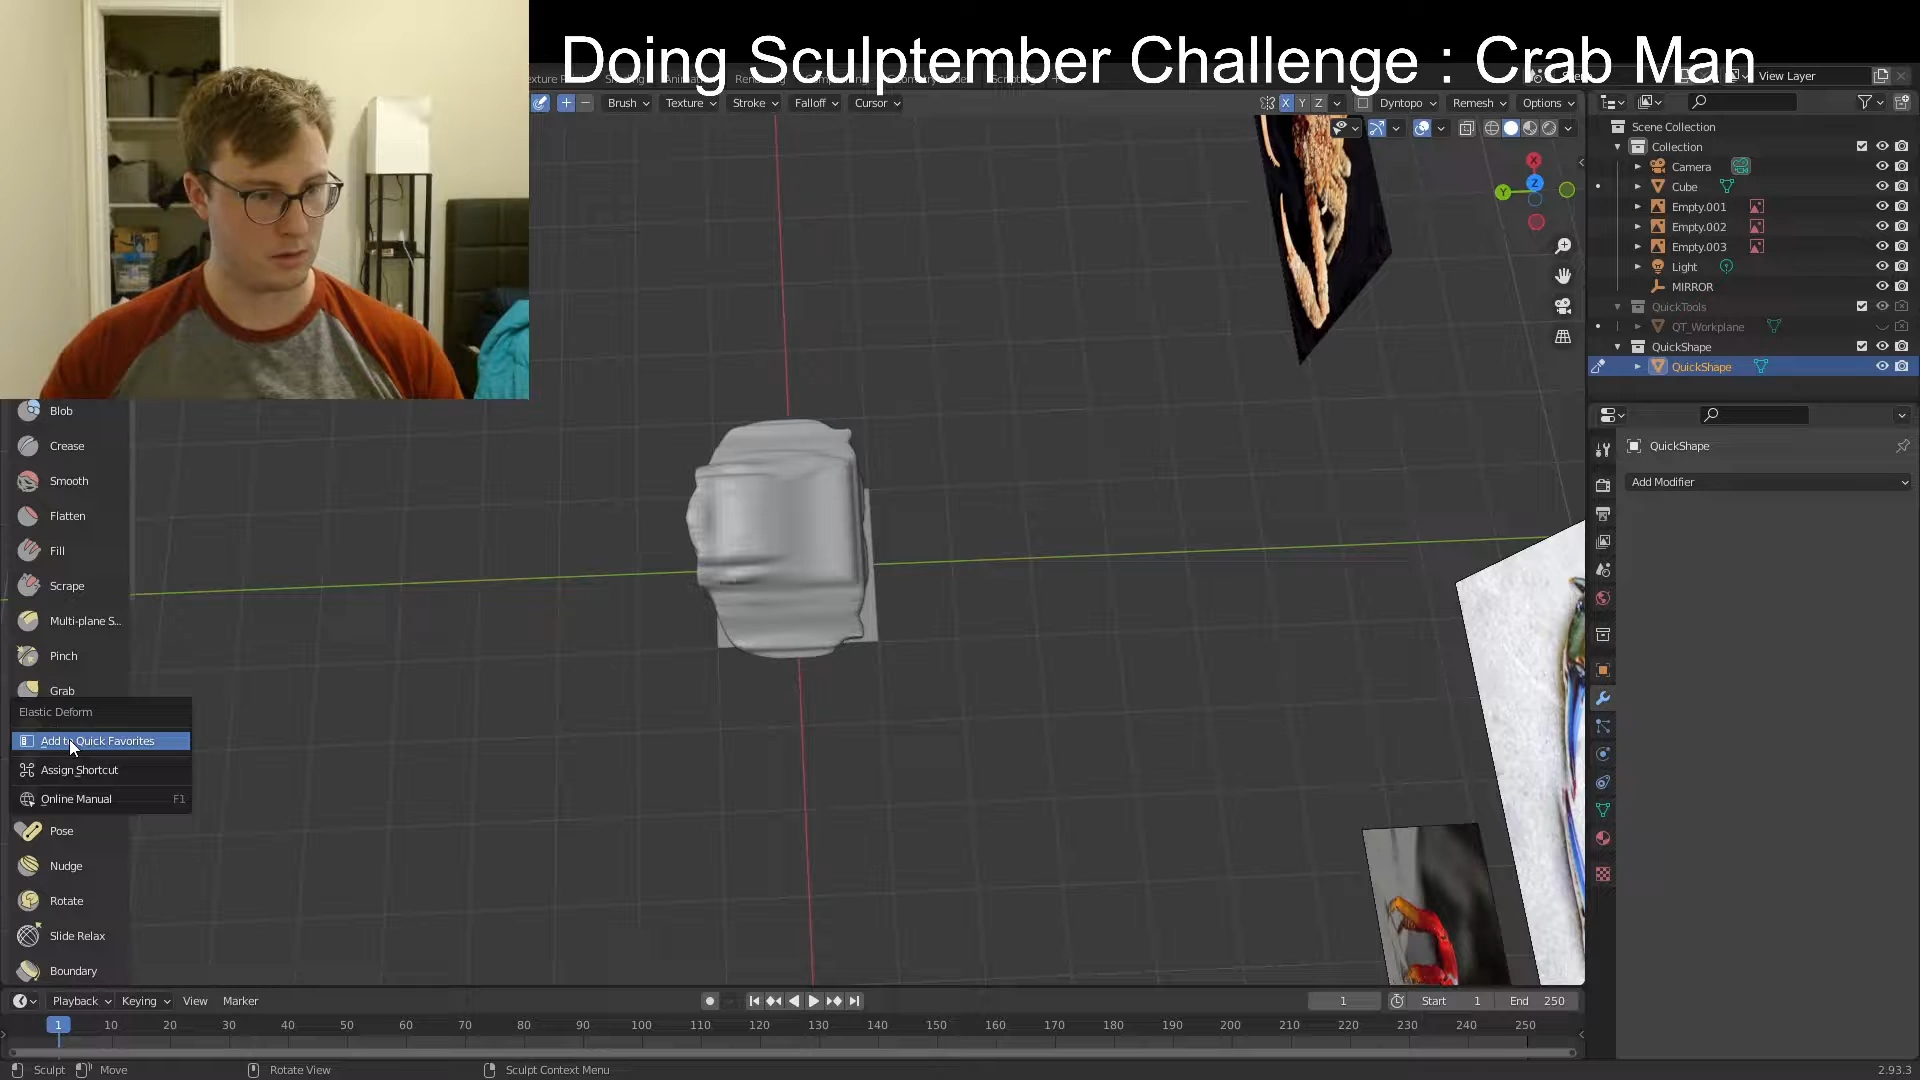 Doing Sculptember Challenge : Crab Man
View Layer
Brush
Texture
Stroke
Falloff
Cursor
X
Y
Z
Dyntopo
Remesh
Options
Scene Collection
Collection
Camera
Cube
Empty.001
Empty.002
Empty.003
Light
MIRROR
QuickTools
QT_Workplane
QuickShape
QuickShape
X
Y
Z
QuickShape
Add Modifier
Blob
Crease
Smooth
Flatten
Fill
Scrape
Multi-plane S...
Pinch
Grab
Elastic Deform
Add to Quick Favorites
Assign Shortcut
Online Manual F1
Pose
Nudge
Rotate
Slide Relax
Boundary
Playback
Keying
View
Marker
1
Start 1
End 250
1 10 20 30 40 50 60 70 80 90 100 110 120 130 140 150 160 170 180 190 200 210 220 230 240 250
Sculpt
Move
Rotate View
Sculpt Context Menu
2.93.3